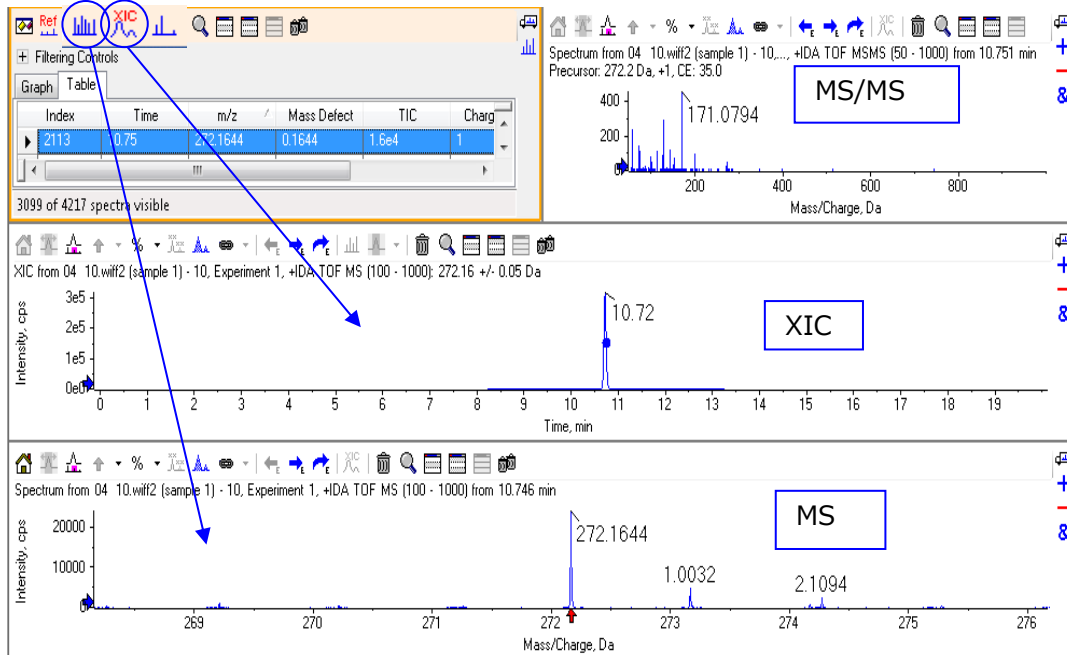 Ref
XIC
Filtering Controls
Graph Table
Index Time m/z Mass Defect TIC Charg
2113 10.75 272.1644 0.1644 1.6e4 1
3099 of 4217 spectra visible
%
XIC
Spectrum from 04 10.wiff2 (sample 1) - 10,..., +IDA TOF MSMS (50 - 1000) from 10.751 min
Precursor: 272.2 Da, +1, CE: 35.0
MS/MS
171.0794
400
200
0
200 400 600 800
Mass/Charge, Da
+
&
%
XIC from 04 10.wiff2 (sample 1) - 10, Experiment 1, +IDA TOF MS (100 - 1000): 272.16 +/- 0.05 Da
Intensity, cps
3e5
2e5
1e5
0e0
10.72
XIC
0 1 2 3 4 5 6 7 8 9 10 11 12 13 14 15 16 17 18 19
Time, min
+
&
%
XIC
Spectrum from 04 10.wiff2 (sample 1) - 10, Experiment 1, +IDA TOF MS (100 - 1000) from 10.746 min
Intensity, cps
20000
10000
0
272.1644
1.0032
2.1094
MS
269 270 271 272 273 274 275 276
Mass/Charge, Da
+
&